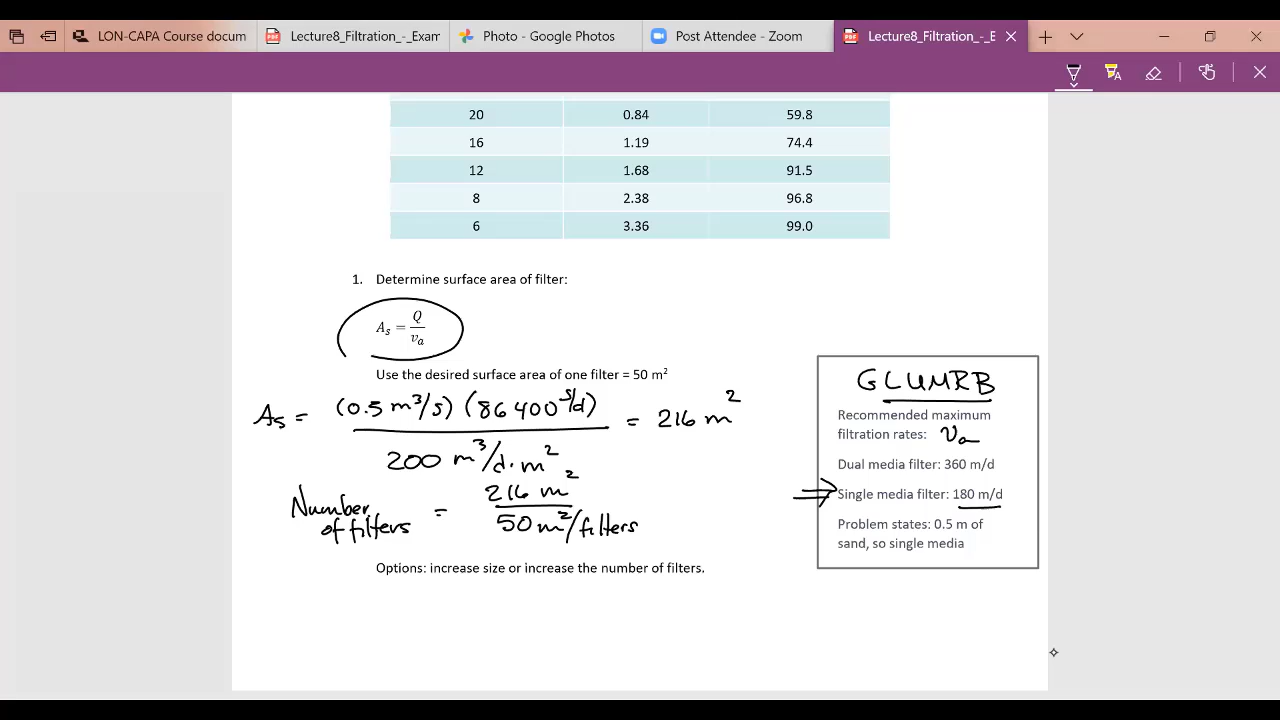 LON-CAPA Course docum
Lecture8_Filtration_-_Exam
Photo - Google Photos
Post Attendee - Zoom
Lecture8_Filtration_-_E
20 0.84 59.8
16 1.19 74.4
12 1.68 91.5
8 2.38 96.8
6 3.36 99.0
1. Determine surface area of filter:
A_s = Q / v_a
Use the desired surface area of one filter = 50 m²
A_s = (0.5 m³/s) (86400 s/d) / 200 m³/d·m² = 216 m²
Number of filters = 216 m² / 50 m²/filters
Options: increase size or increase the number of filters.
GLUMRB
Recommended maximum
filtration rates: v_a
Dual media filter: 360 m/d
⇒ Single media filter: 180 m/d
Problem states: 0.5 m of
sand, so single media